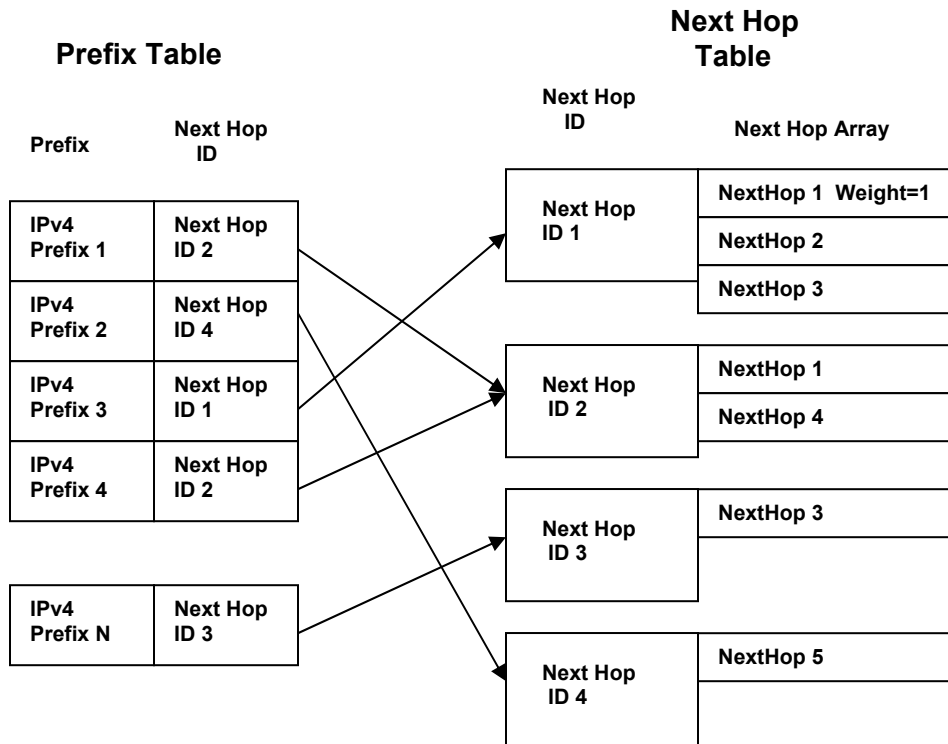 Prefix Table
Prefix
Next Hop
ID
IPv4
Prefix 1
Next Hop
ID 2
IPv4
Prefix 2
Next Hop
ID 4
IPv4
Prefix 3
Next Hop
ID 1
IPv4
Prefix 4
Next Hop
ID 2
IPv4
Prefix N
Next Hop
ID 3
Next Hop
Table
Next Hop
ID
Next Hop Array
Next Hop
ID 1
NextHop 1 Weight=1
NextHop 2
NextHop 3
Next Hop
ID 2
NextHop 1
NextHop 4
Next Hop
ID 3
NextHop 3
Next Hop
ID 4
NextHop 5